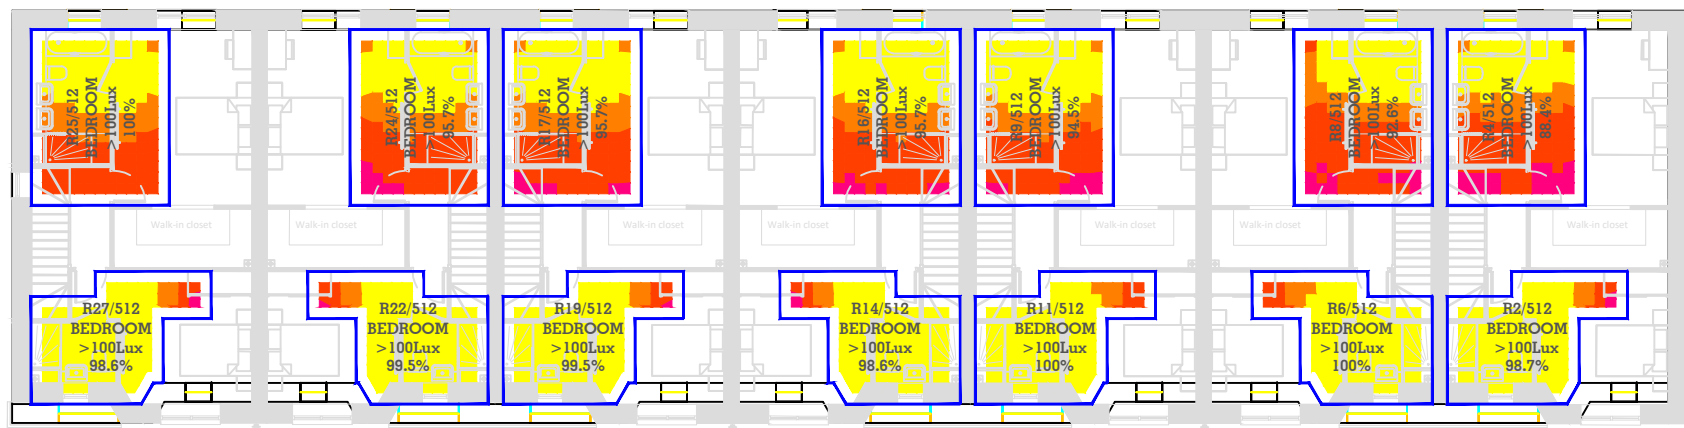 R25/512
BEDROOM
>100Lux
100%
R24/512
BEDROOM
>100Lux
95.7%
R17/512
BEDROOM
>100Lux
95.7%
R16/512
BEDROOM
>100Lux
95.7%
R9/512
BEDROOM
>100Lux
94.5%
R8/512
BEDROOM
>100Lux
92.6%
R4/512
BEDROOM
>100Lux
88.4%
Walk-in closet
Walk-in closet
Walk-in closet
Walk-in closet
Walk-in closet
Walk-in closet
Walk-in closet
R27/512
BEDROOM
>100Lux
98.6%
R22/512
BEDROOM
>100Lux
99.5%
R19/512
BEDROOM
>100Lux
99.5%
R14/512
BEDROOM
>100Lux
98.6%
R11/512
BEDROOM
>100Lux
100%
R6/512
BEDROOM
>100Lux
100%
R2/512
BEDROOM
>100Lux
98.7%